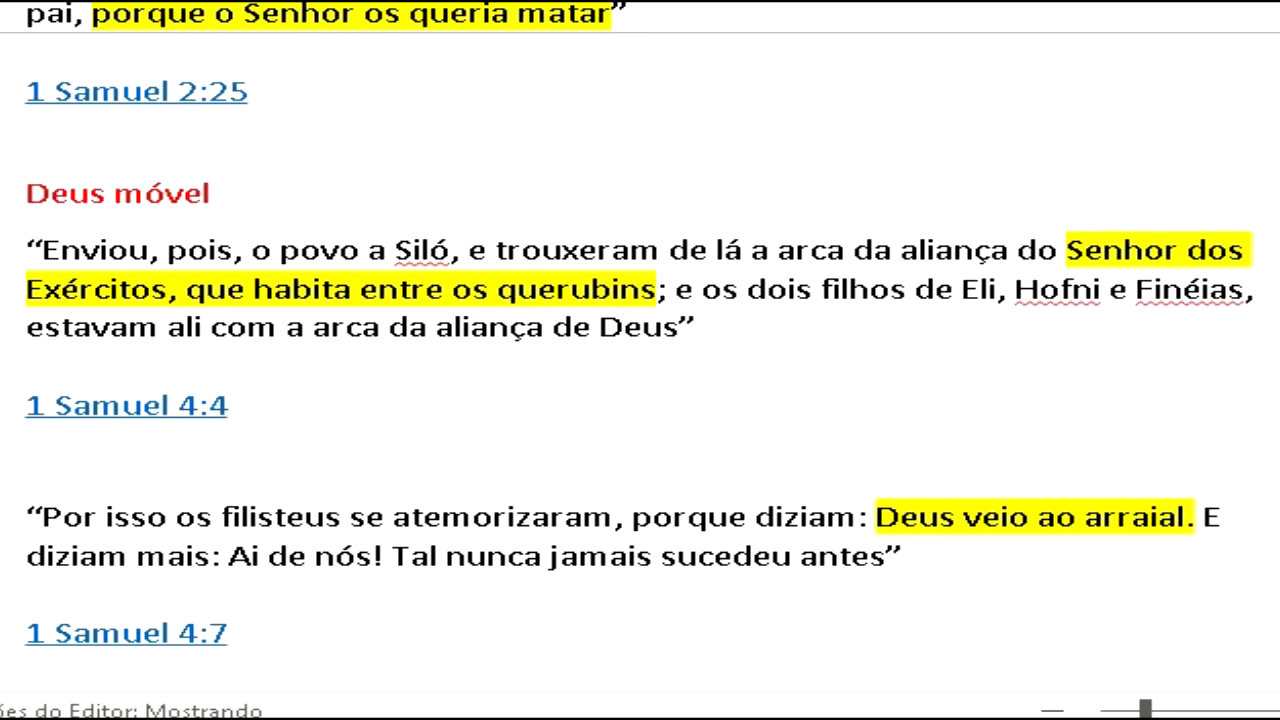 pai, porque o Senhor os queria matar”
1 Samuel 2:25
Deus móvel
“Enviou, pois, o povo a Siló, e trouxeram de lá a arca da aliança do Senhor dos
Exércitos, que habita entre os querubins; e os dois filhos de Eli, Hofni e Finéias,
estavam ali com a arca da aliança de Deus”
1 Samuel 4:4
“Por isso os filisteus se atemorizaram, porque diziam: Deus veio ao arraial. E
diziam mais: Ai de nós! Tal nunca jamais sucedeu antes”
1 Samuel 4:7
ões do Editor: Mostrando